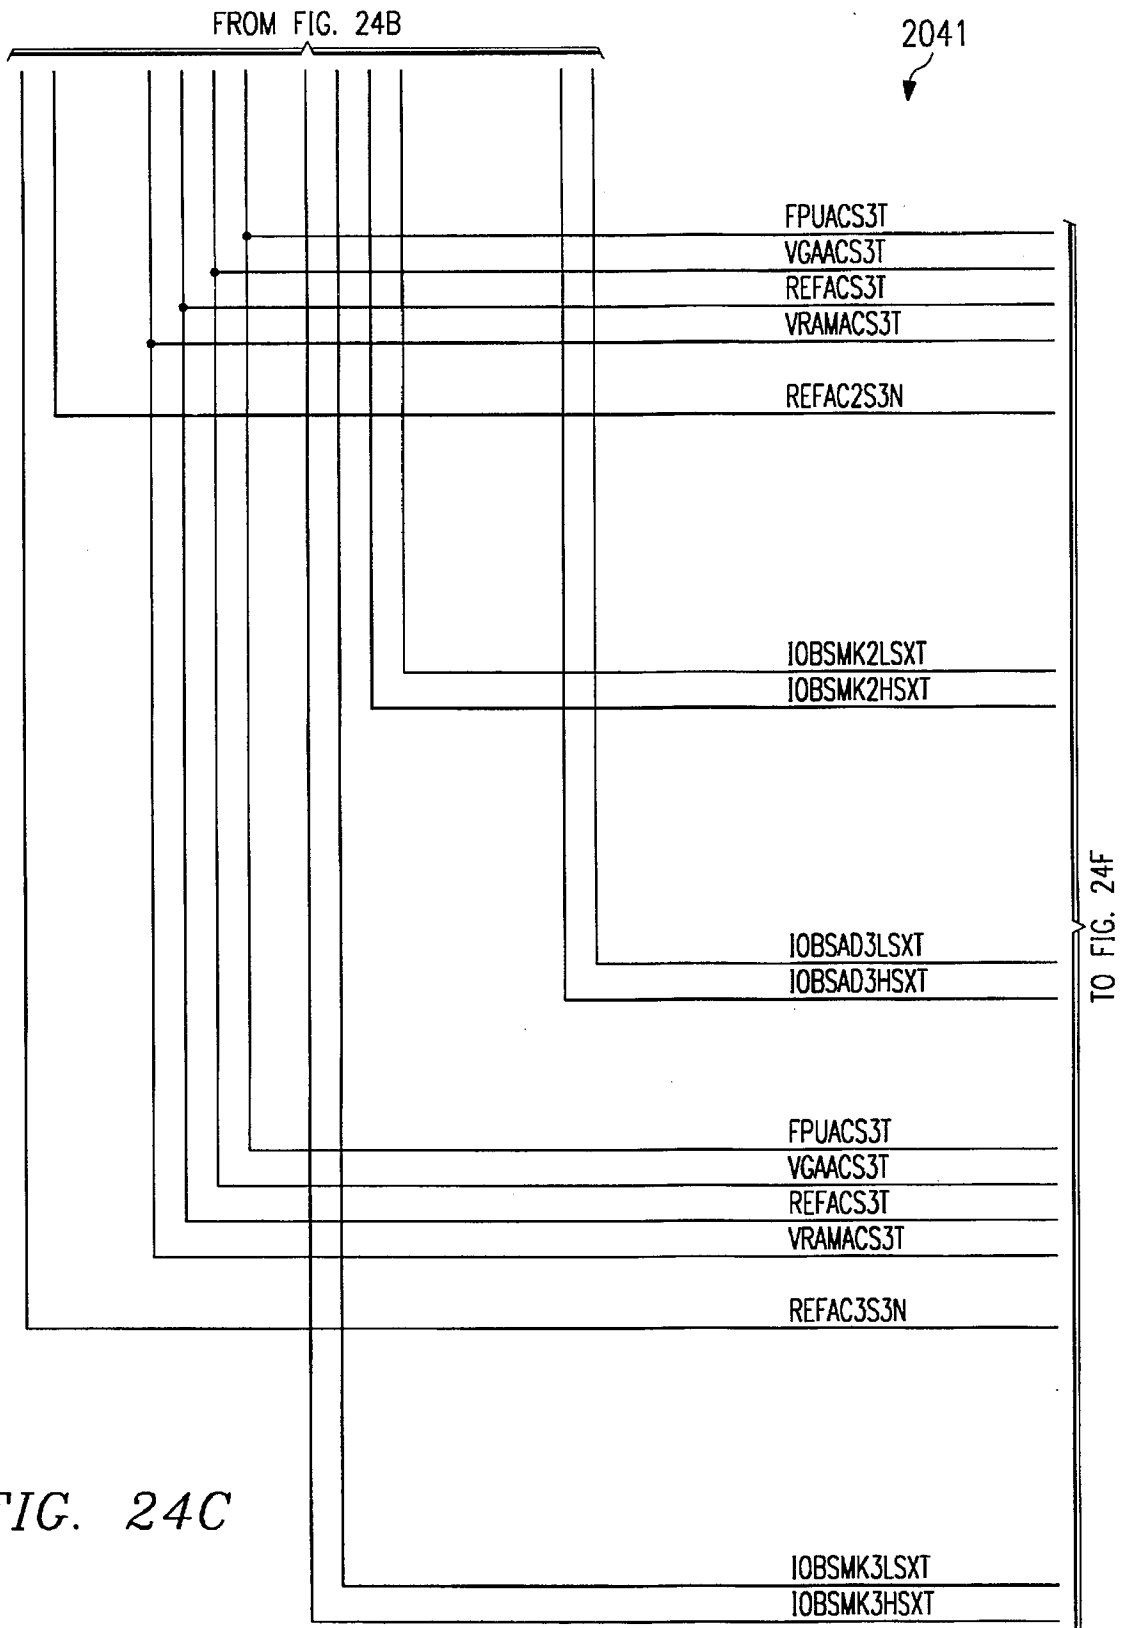 FROM FIG. 24B
2041
FPUACS3T
VGAACS3T
REFACS3T
VRAMACS3T
REFAC2S3N
IOBSMK2LSXT
IOBSMK2HSXT
IOBSAD3LSXT
IOBSAD3HSXT
TO FIG. 24F
FPUACS3T
VGAACS3T
REFACS3T
VRAMACS3T
REFAC3S3N
FIG. 24C
IOBSMK3LSXT
IOBSMK3HSXT